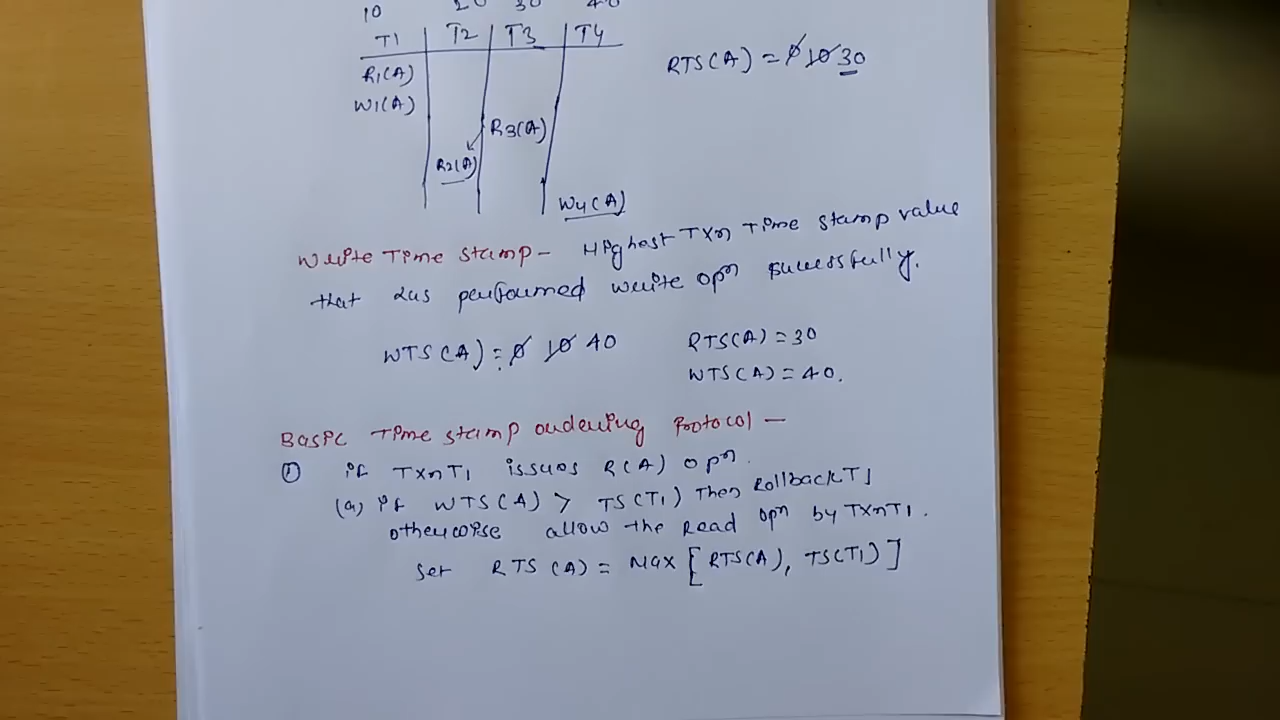 10 20 30 40
T1 T2 T3 T4
RTS(A) = 0 10 30
R1(A)
W1(A)
R3(A)
R2(A)
W4(A)
Write Time Stamp - Highest Txn Time stamp value
that has performed write opn successfully.
WTS(A) = 0 10 40
RTS(A) = 30
WTS(A) = 40.
Basic Time stamp ordering Protocol -
① if Txn T1 issues R(A) opn.
(a) if WTS(A) > TS(T1) Then Rollback T1
otherwise allow the Read opn by Txn T1.
Set RTS(A) = Max [RTS(A), TS(T1)]